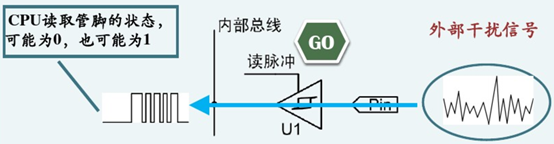 CPU读取管脚的状态,
可能为0，也可能为1
内部总线
GO
外部干扰信号
读脉冲
Pin
U1